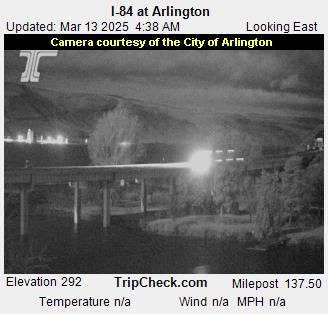 I-84 at Arlington
Updated: Mar 13 2025 4:38 AM Looking East
Camera courtesy of the City of Arlington
Elevation 292 TripCheck.com Milepost 137.50
Temperature n/a Wind n/a MPH n/a